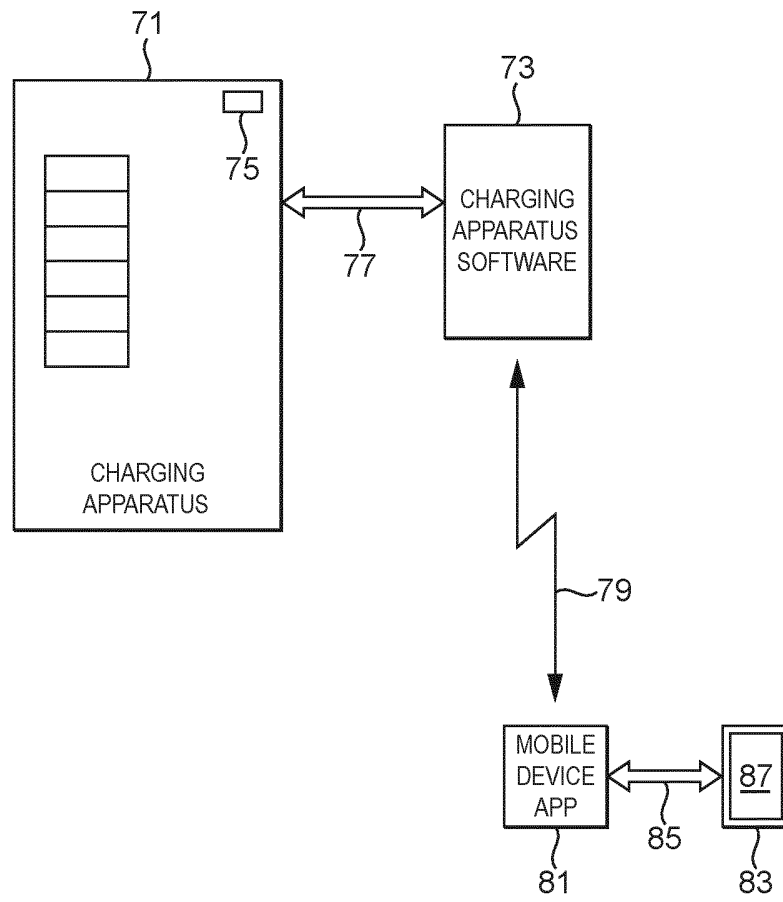 71
73
75
CHARGING
APPARATUS
SOFTWARE
77
CHARGING
APPARATUS
79
MOBILE
DEVICE
APP
87
85
81
83